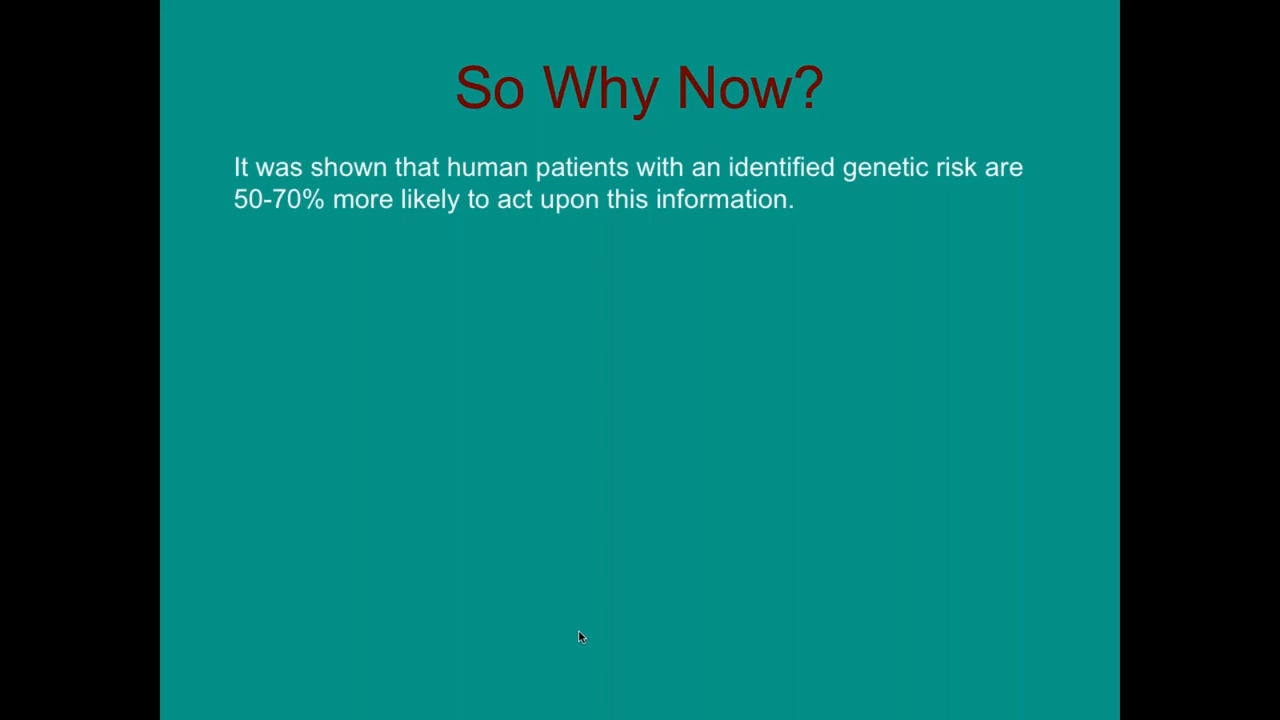 So Why Now?
It was shown that human patients with an identified genetic risk are
50-70% more likely to act upon this information.